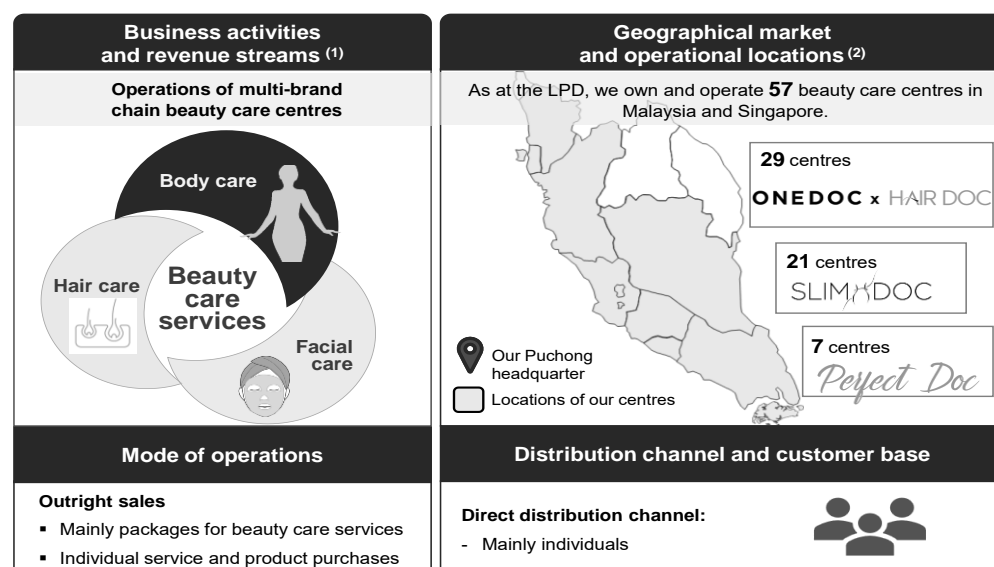 Business activities
and revenue streams (1)
Operations of multi-brand
chain beauty care centres
Body care
Hair care
Beauty
care
services
Facial
care
Geographical market
and operational locations (2)
As at the LPD, we own and operate 57 beauty care centres in
Malaysia and Singapore.
29 centres
ONEDOC x HAIR DOC
21 centres
SLIM DOC
7 centres
Perfect Doc
Our Puchong
headquarter
Locations of our centres
Mode of operations
Outright sales
▪ Mainly packages for beauty care services
▪ Individual service and product purchases
Distribution channel and customer base
Direct distribution channel:
- Mainly individuals